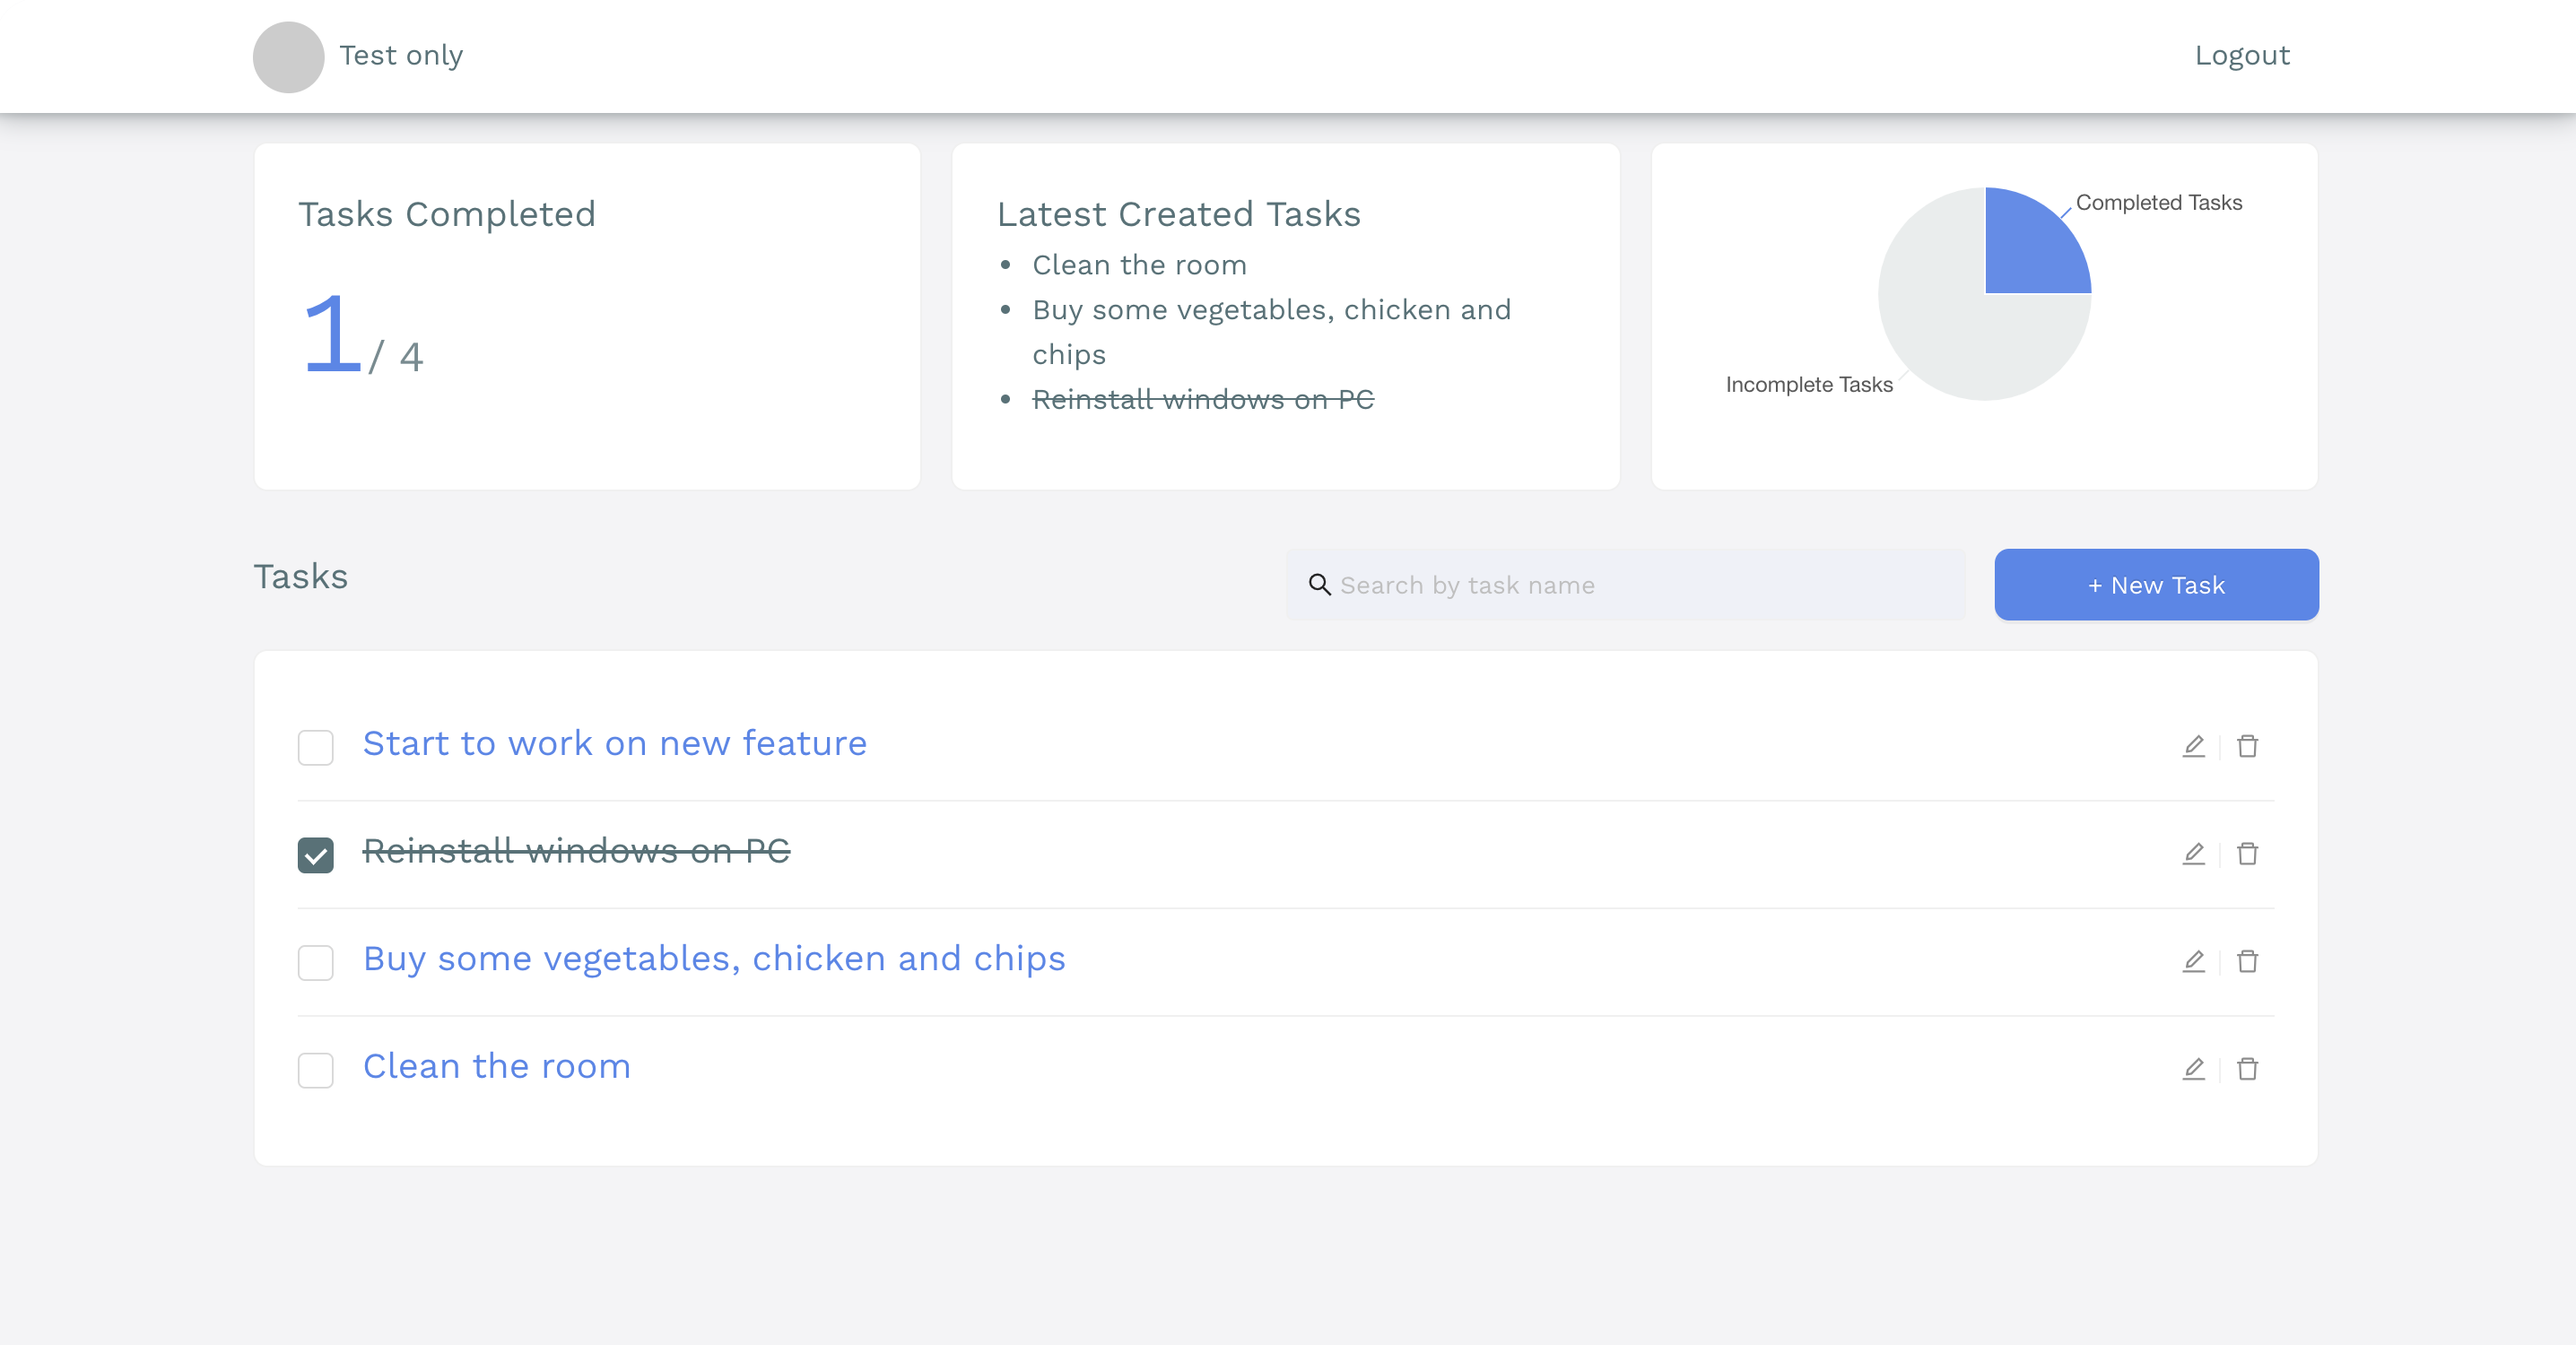 Test only
Logout
Tasks Completed
1 / 4
Latest Created Tasks
Clean the room
Buy some vegetables, chicken and
chips
Reinstall windows on PC
Completed Tasks
Incomplete Tasks
Tasks
Search by task name
+ New Task
Start to work on new feature
Reinstall windows on PC
Buy some vegetables, chicken and chips
Clean the room